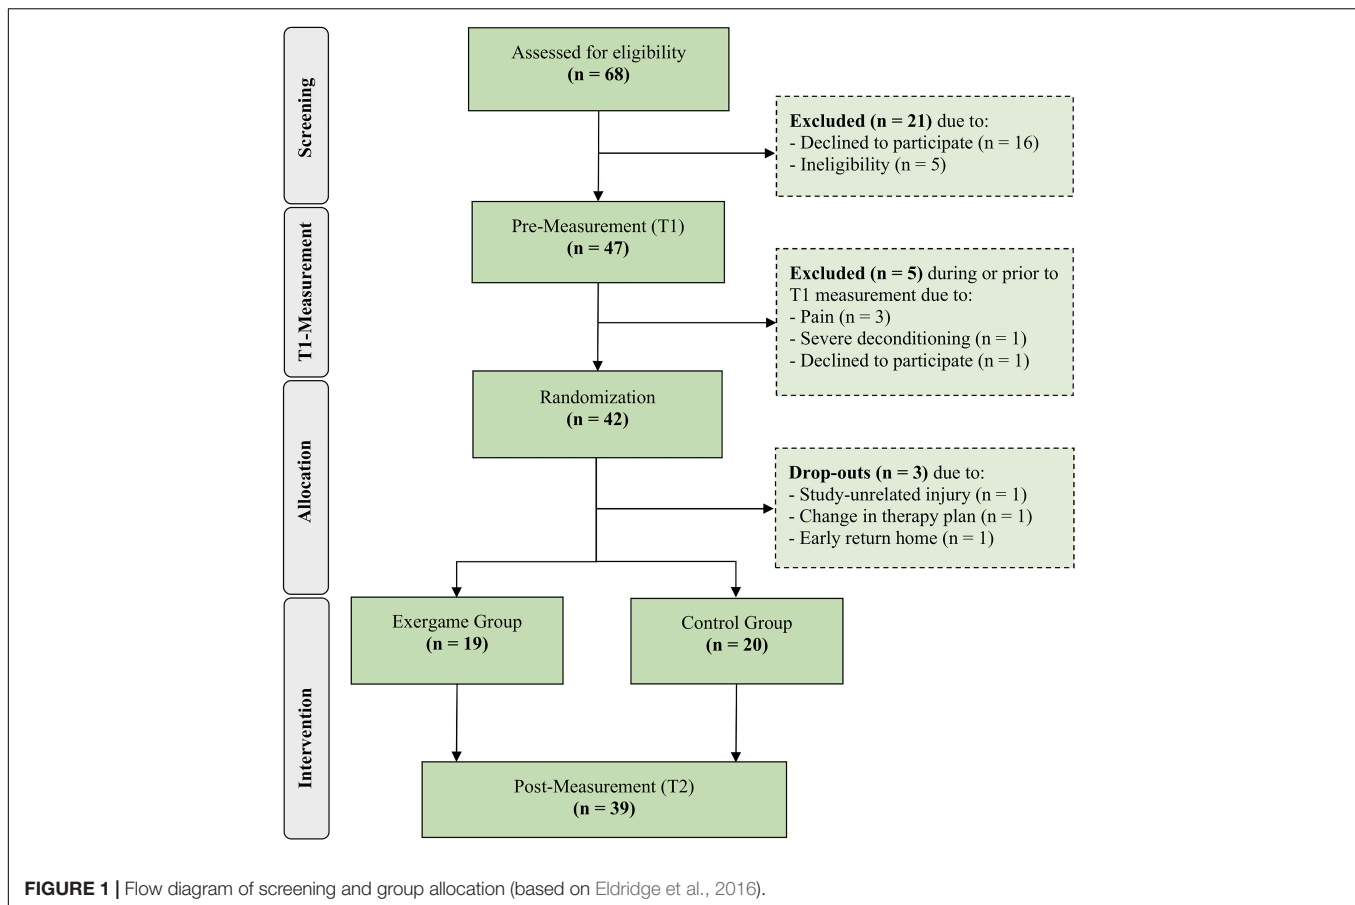 Screening
Assessed for eligibility
(n = 68)
Excluded (n = 21) due to:
- Declined to participate (n = 16)
- Ineligibility (n = 5)
T1-Measurement
Pre-Measurement (T1)
(n = 47)
Excluded (n = 5) during or prior to
T1 measurement due to:
- Pain (n = 3)
- Severe deconditioning (n = 1)
- Declined to participate (n = 1)
Allocation
Randomization
(n = 42)
Drop-outs (n = 3) due to:
- Study-unrelated injury (n = 1)
- Change in therapy plan (n = 1)
- Early return home (n = 1)
Intervention
Exergame Group
(n = 19)
Control Group
(n = 20)
Post-Measurement (T2)
(n = 39)
FIGURE 1 | Flow diagram of screening and group allocation (based on Eldridge et al., 2016).